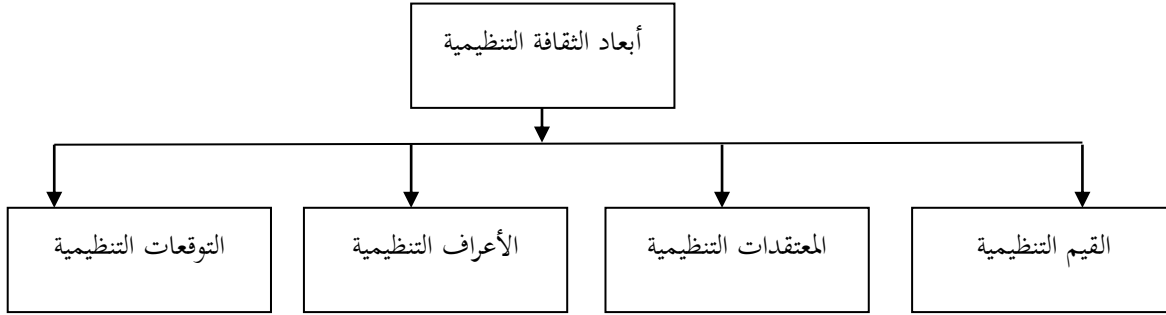 أبعاد الثقافة التنظيمية
القيم التنظيمية
المعتقدات التنظيمية
الأعراف التنظيمية
التوقعات التنظيمية